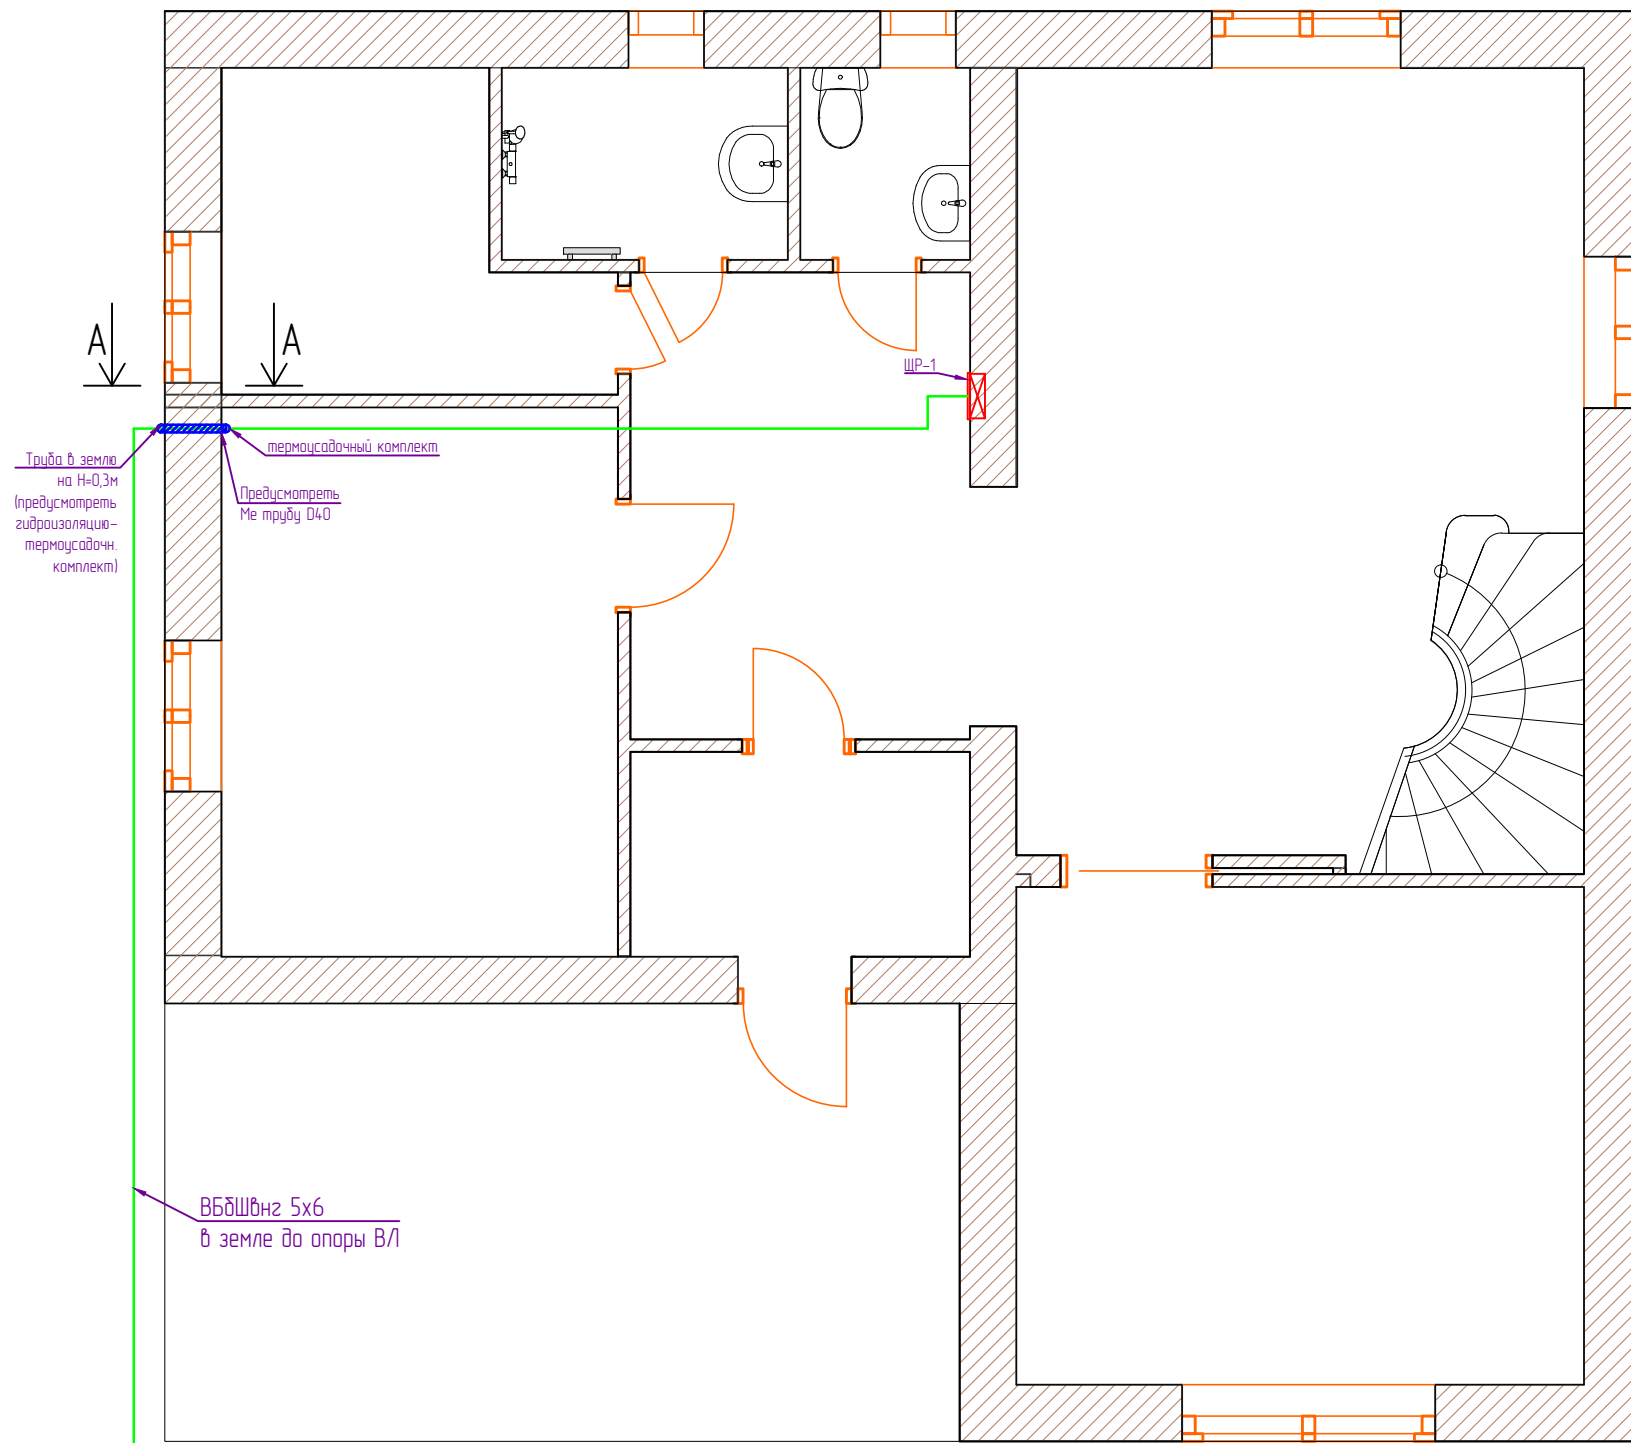 А
А
ЩР-1
термоусадочный комплект
Труба в землю
на H=0,3м
(предусмотреть
гидроизоляцию-
термоусадочн.
комплект)
Предусмотреть
Ме трубу D40
ВБбШвнг 5х6
в земле до опоры ВЛ